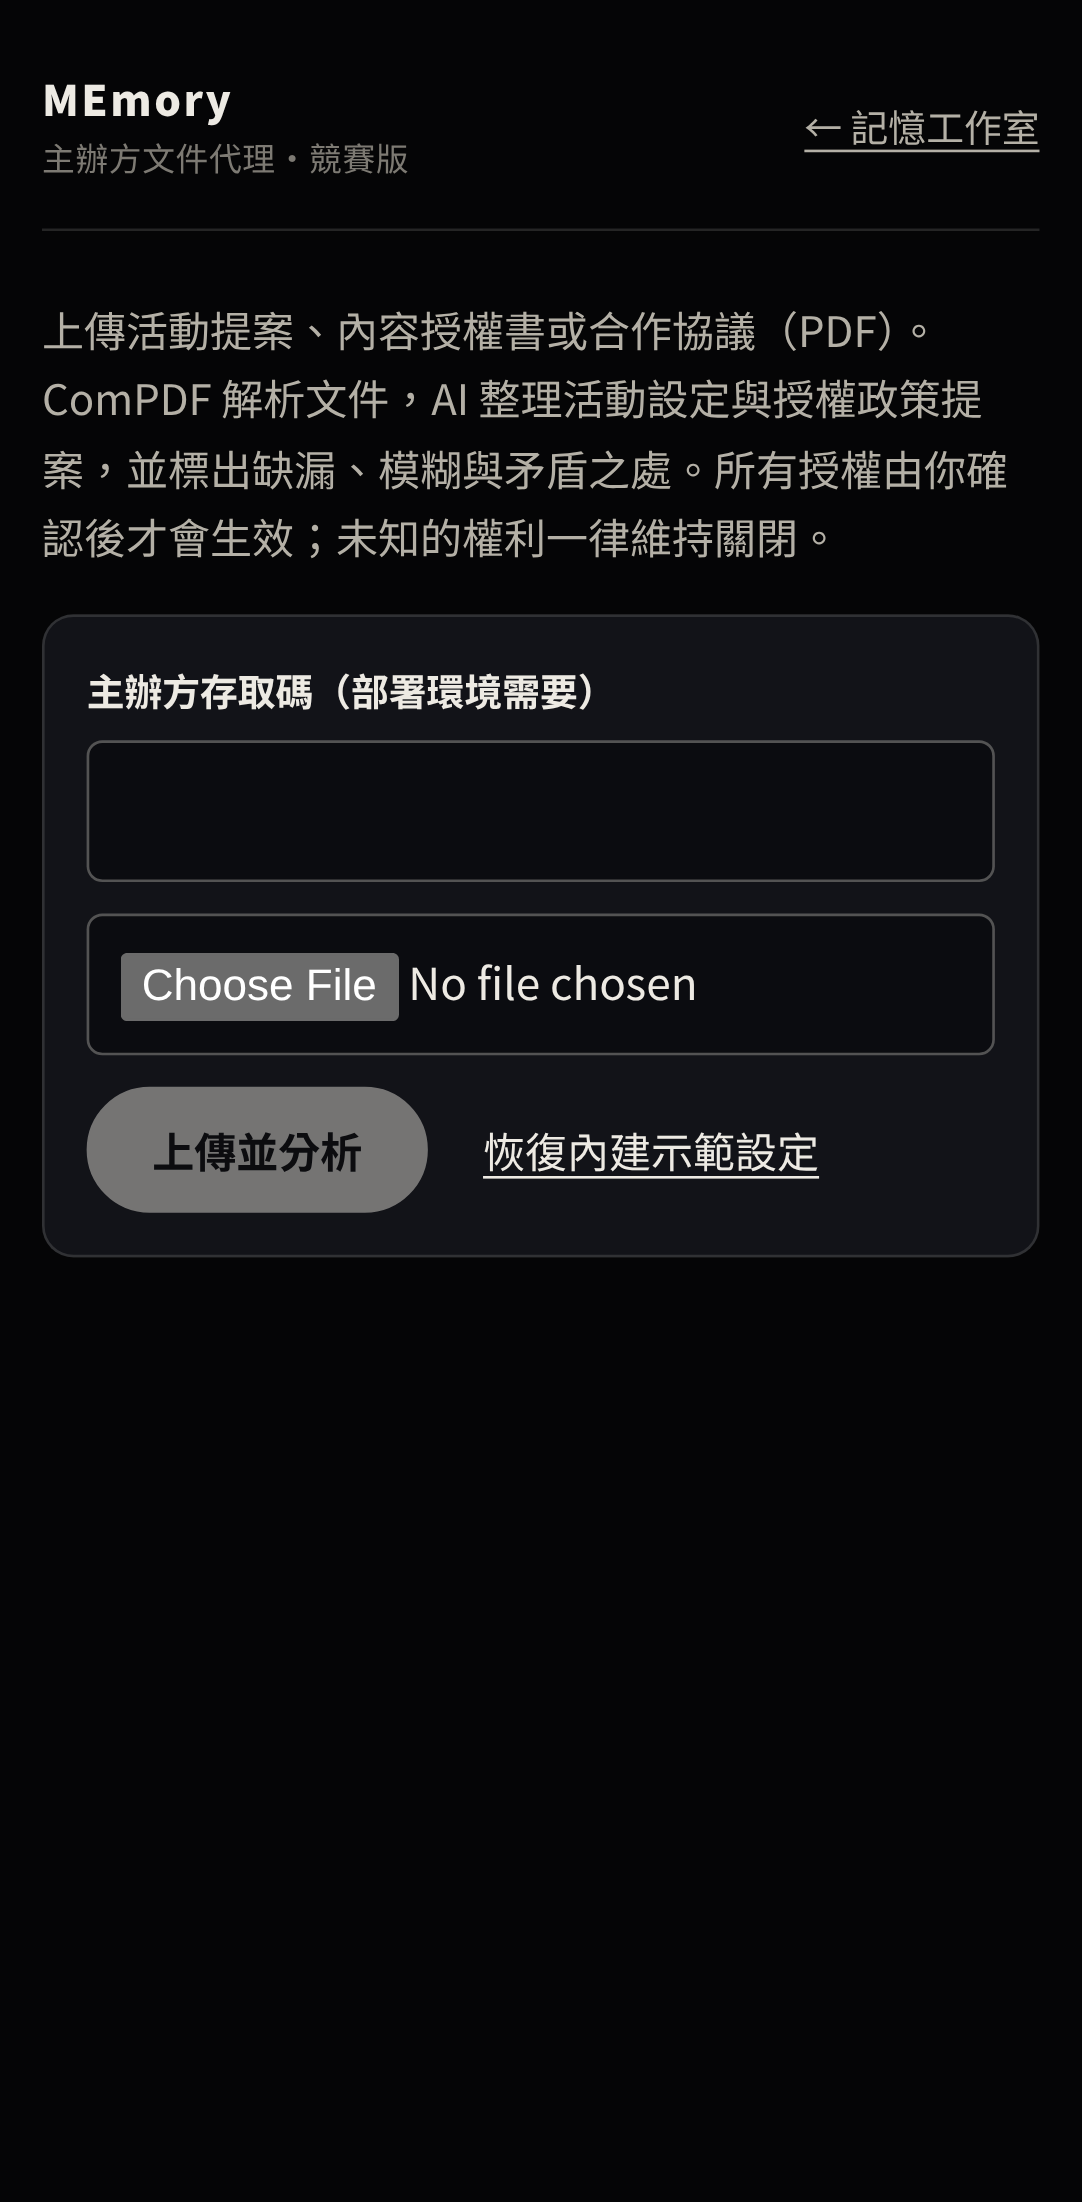 MEmory
主辦方文件代理・競賽版
← 記憶工作室
上傳活動提案、內容授權書或合作協議（PDF）。
ComPDF 解析文件，AI 整理活動設定與授權政策提
案，並標出缺漏、模糊與矛盾之處。所有授權由你確
認後才會生效；未知的權利一律維持關閉。
主辦方存取碼（部署環境需要）
Choose File No file chosen
上傳並分析
恢復內建示範設定